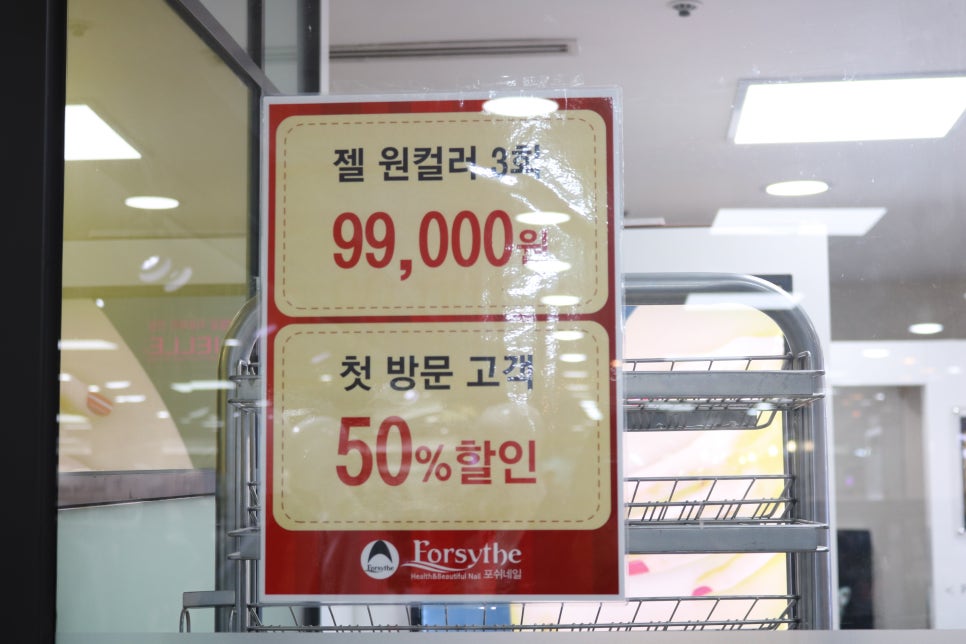 젤 원컬러 3회
99,000원
첫 방문 고객
50%할인
Forsythe
Forsythe
Health&Beautiful Nail 포쉬네일